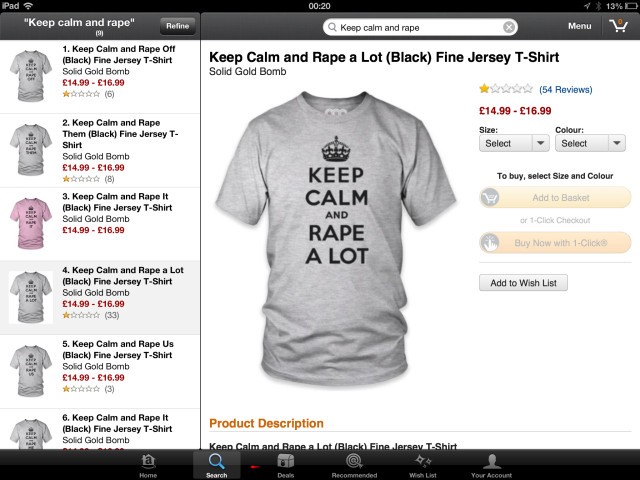 iPad
00:20
13%
"Keep calm and rape"
(9)
Refine
Keep calm and rape
Menu
0
1. Keep Calm and Rape Off
(Black) Fine Jersey T-Shirt
Solid Gold Bomb
£14.99 - £16.99
(6)
2. Keep Calm and Rape
Them (Black) Fine Jersey T-
Shirt
Solid Gold Bomb
£14.99 - £16.99
(8)
3. Keep Calm and Rape It
(Black) Fine Jersey T-Shirt
Solid Gold Bomb
£14.99 - £16.99
4. Keep Calm and Rape a Lot
(Black) Fine Jersey T-Shirt
Solid Gold Bomb
£14.99 - £16.99
(33)
5. Keep Calm and Rape Us
(Black) Fine Jersey T-Shirt
Solid Gold Bomb
£14.99 - £16.99
(3)
6. Keep Calm and Rape It
(Black) Fine Jersey T-Shirt
Solid Gold Bomb
Keep Calm and Rape a Lot (Black) Fine Jersey T-Shirt
Solid Gold Bomb
KEEP
CALM
AND
RAPE
A LOT
(54 Reviews)
£14.99 - £16.99
Size:
Colour:
Select
Select
To buy, select Size and Colour
Add to Basket
or 1-Click Checkout
Buy Now with 1-Click®
Add to Wish List
Product Description
Keep Calm and Rape a Lot (Black) Fine Jersey T-Shirt
Home
Search
Deals
Recommended
Wish List
Your Account